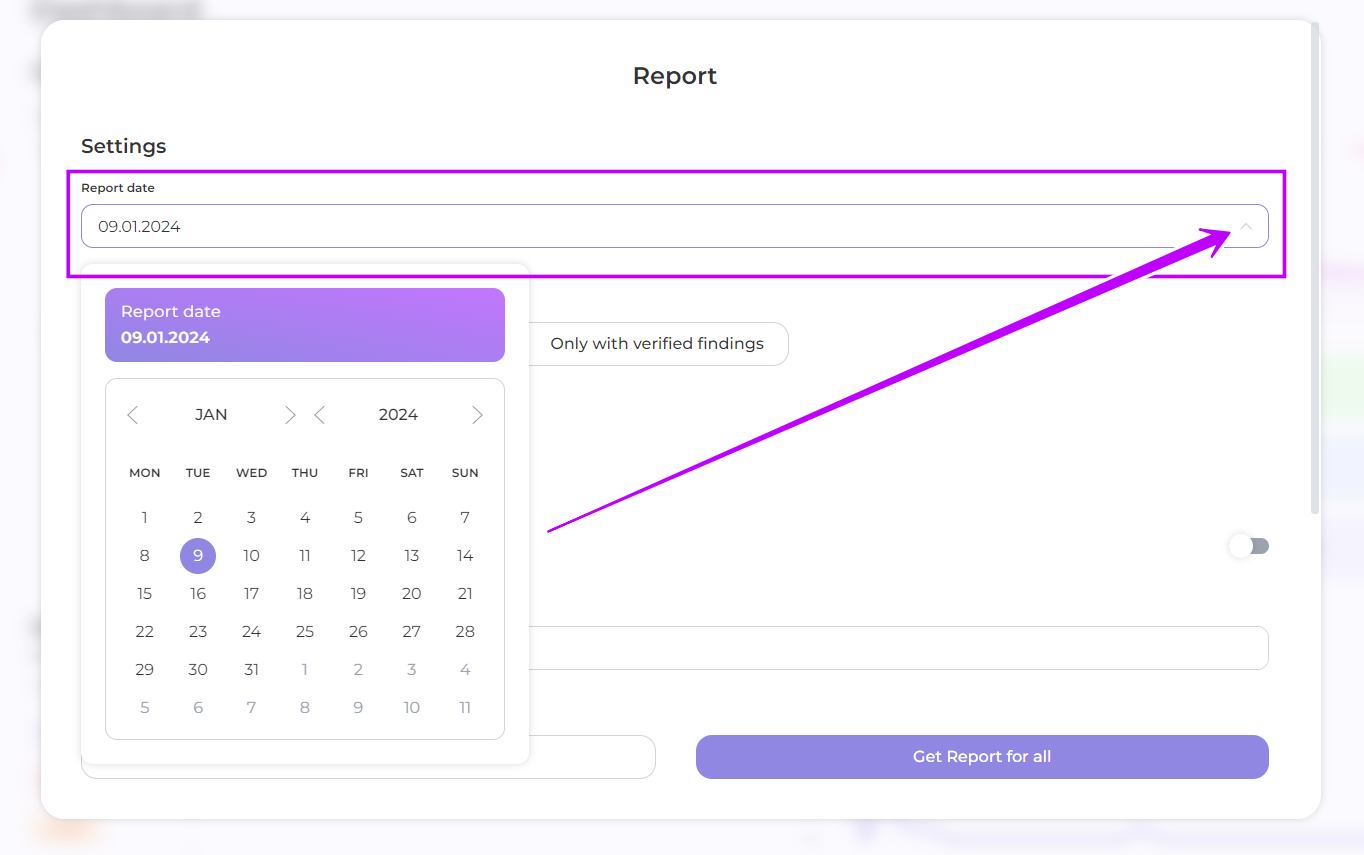 Dashboard
Report
Settings
Report date
09.01.2024
Report date
09.01.2024
Only with verified findings
JAN 2024
MON TUE WED THU FRI SAT SUN
1 2 3 4 5 6 7
8 9 10 11 12 13 14
15 16 17 18 19 20 21
22 23 24 25 26 27 28
29 30 31 1 2 3 4
5 6 7 8 9 10 11
Get Report for all